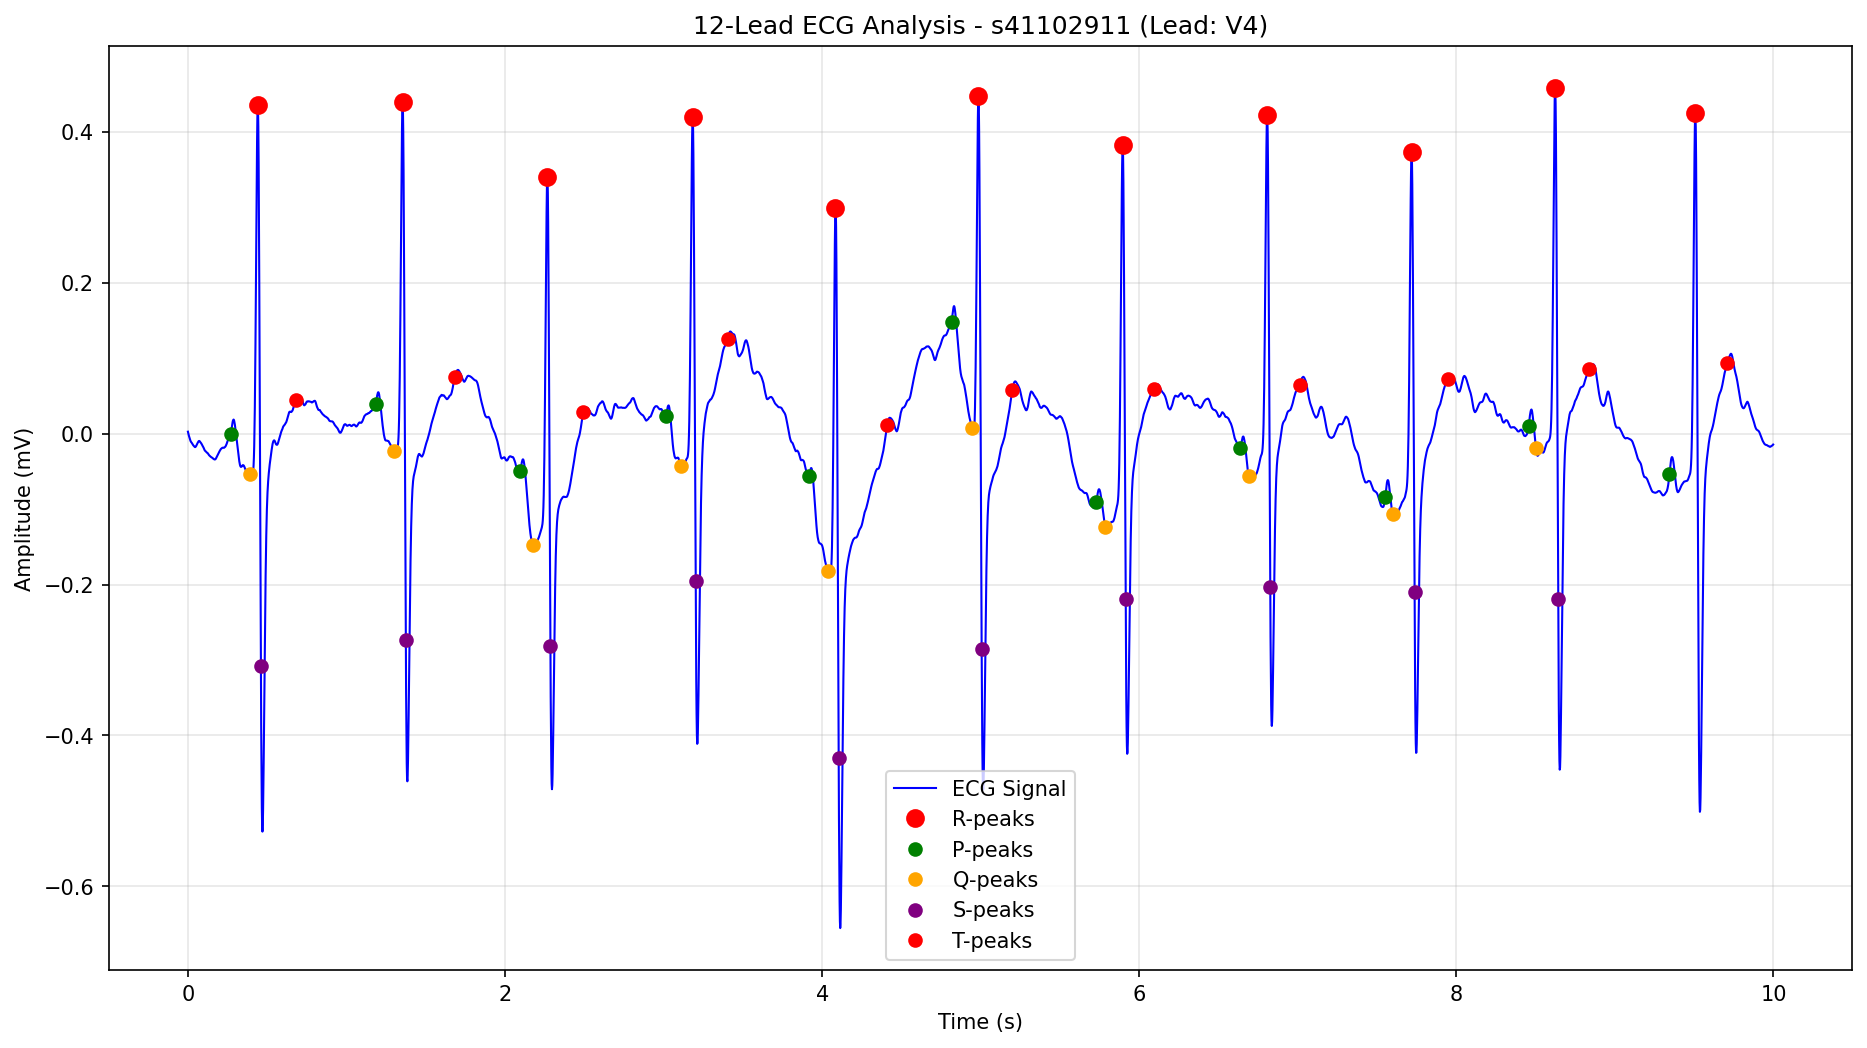 12-Lead ECG Analysis - s41102911 (Lead: V4)
Amplitude (mV)
0.4
0.2
0.0
−0.2
−0.4
−0.6
ECG Signal
R-peaks
P-peaks
Q-peaks
S-peaks
T-peaks
0 2 4 6 8 10
Time (s)